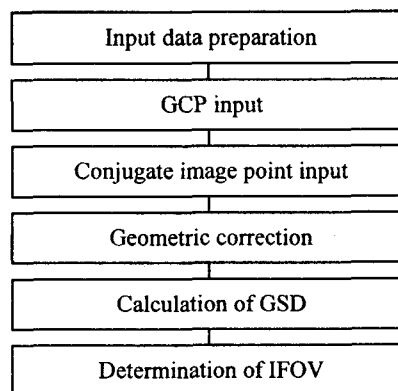 Input data preparation
GCP input
Conjugate image point input
Geometric correction
Calculation of GSD
Determination of IFOV